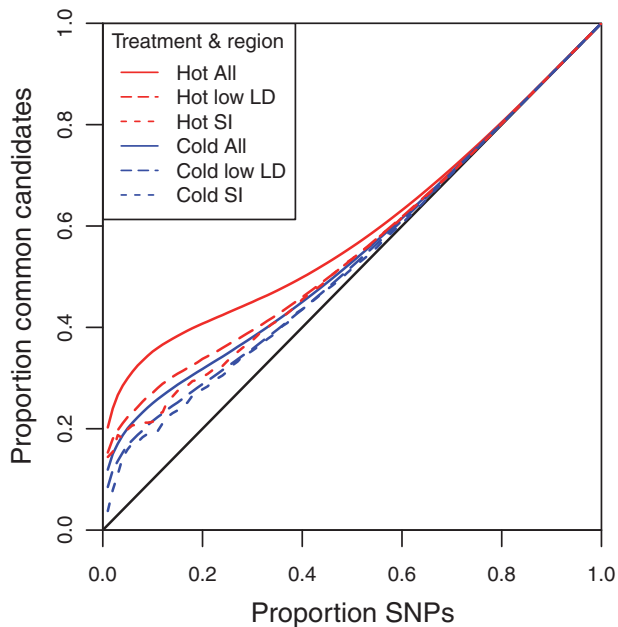 Proportion common candidates
1.0
0.8
0.6
0.4
0.2
0.0
Treatment & region
Hot All
Hot low LD
Hot SI
Cold All
Cold low LD
Cold SI
0.0 0.2 0.4 0.6 0.8 1.0
Proportion SNPs